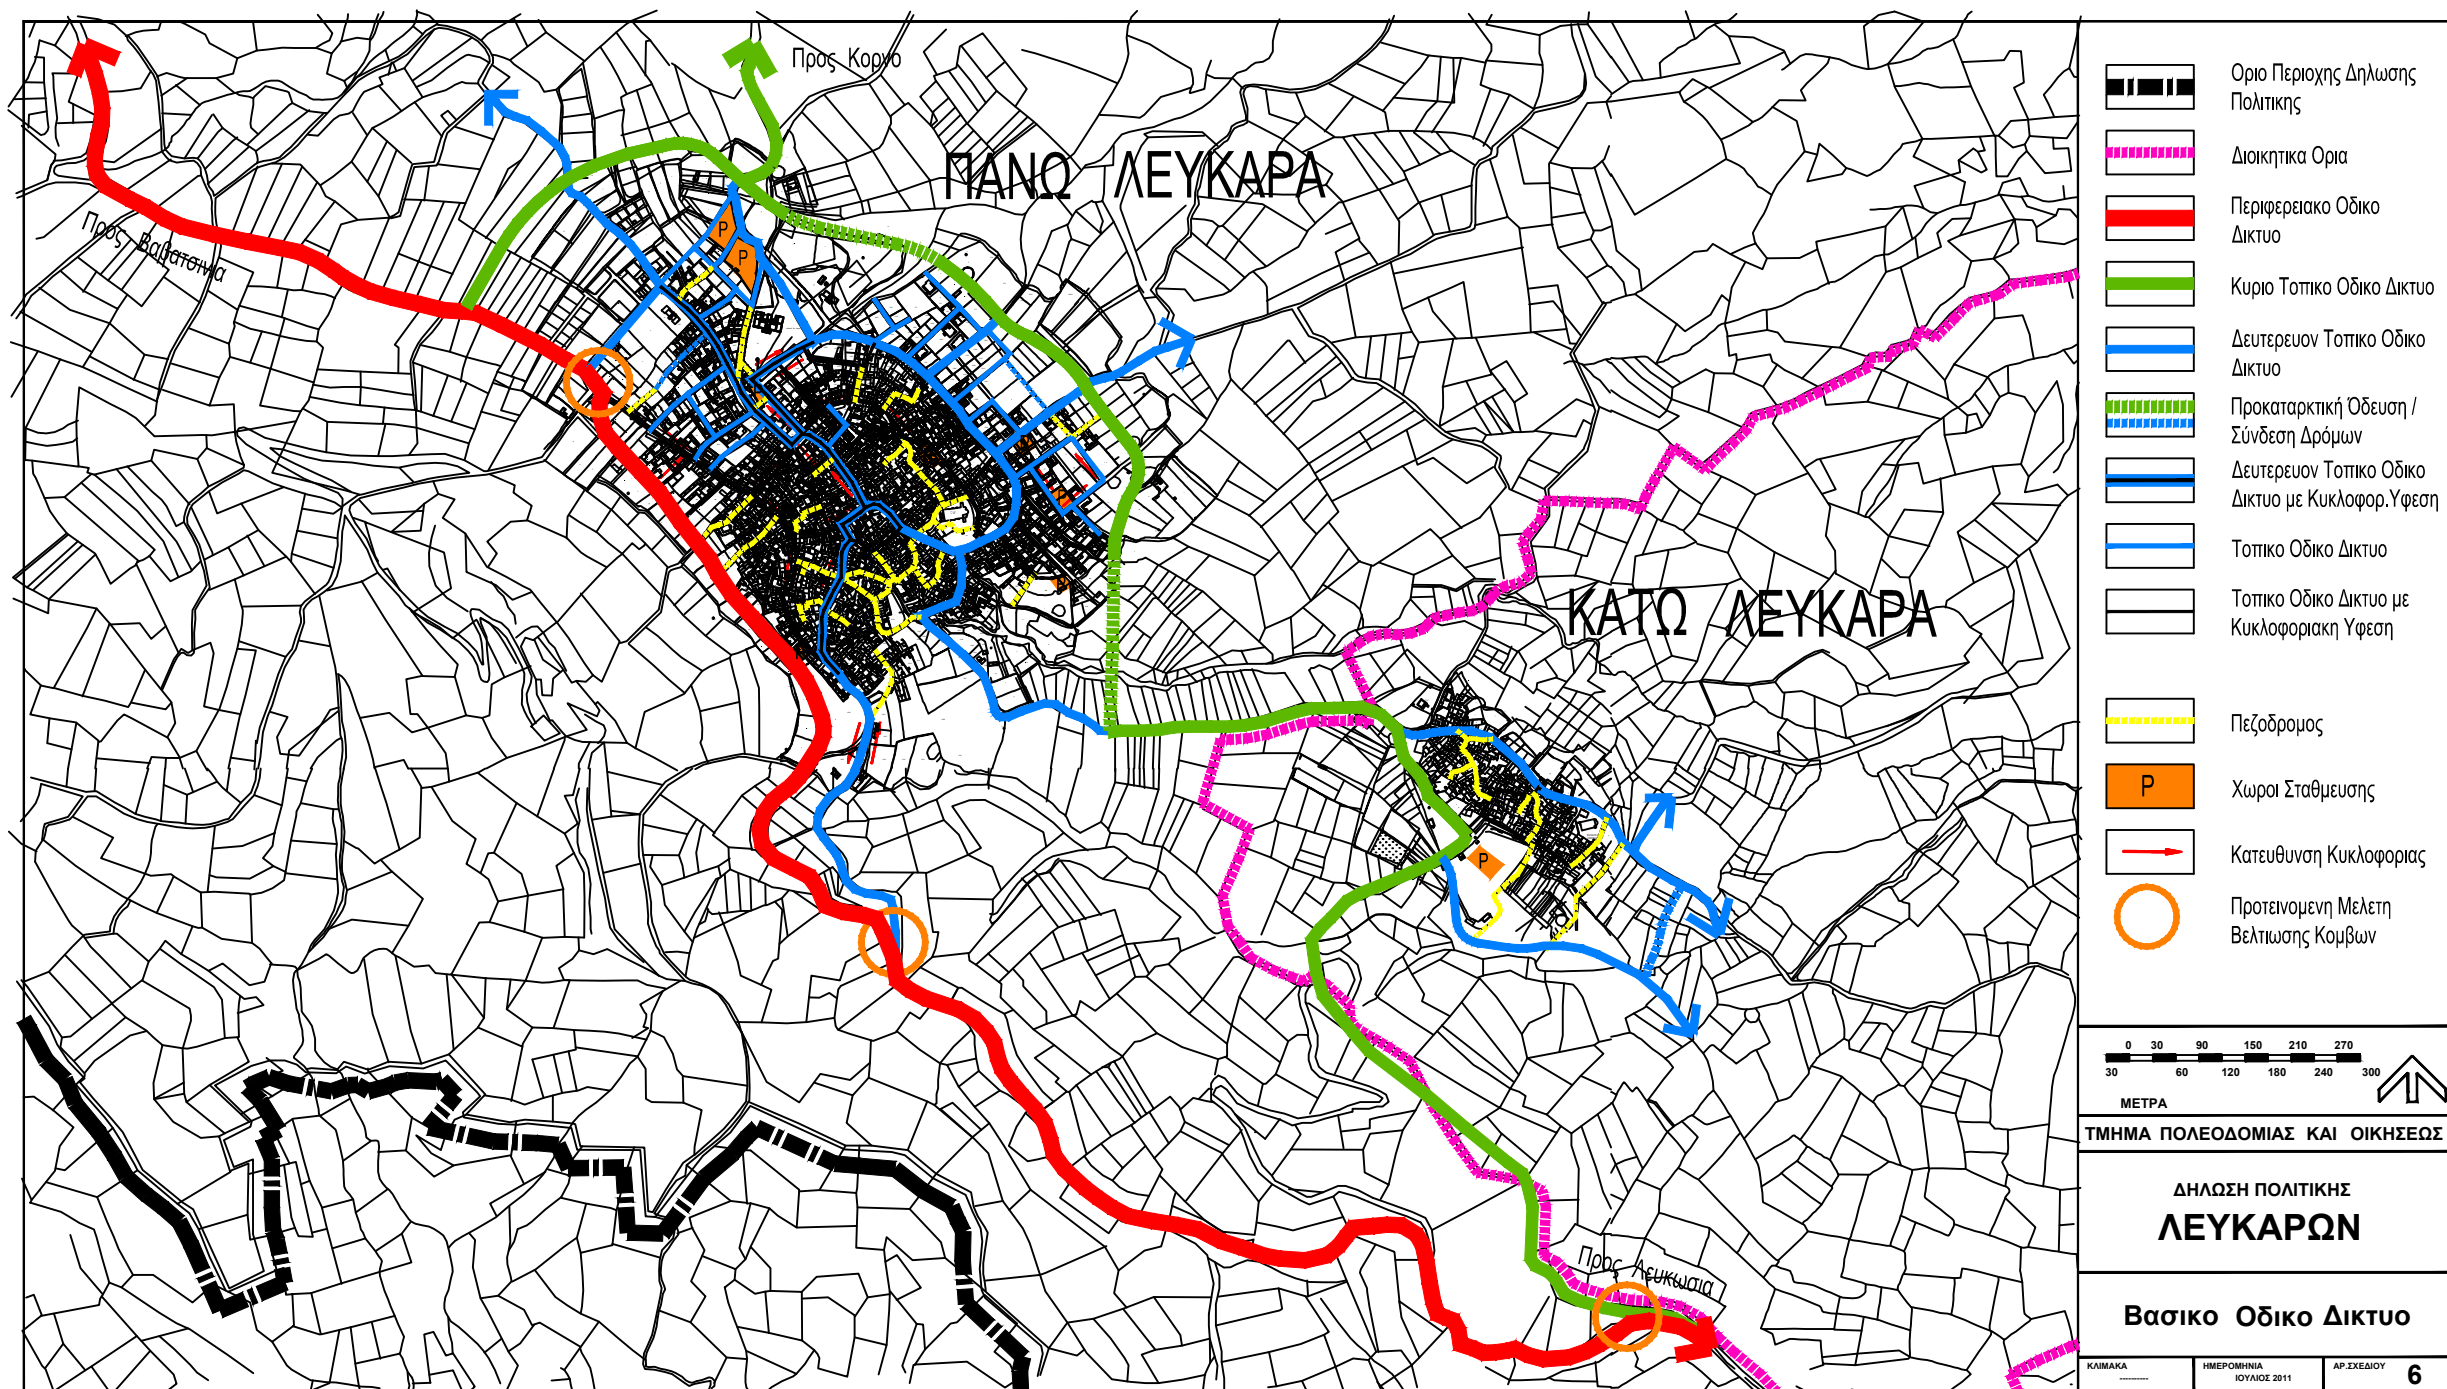 Προς Κορνο
ΠΑΝΩ ΛΕΥΚΑΡΑ
Προς Βαβατσινια
P
P
P
ΚΑΤΩ ΛΕΥΚΑΡΑ
P
Προς Λευκωσια
Οριο Περιοχης Δηλωσης
Πολιτικης
Διοικητικα Ορια
Περιφερειακο Οδικο
Δικτυο
Κυριο Τοπικο Οδικο Δικτυο
Δευτερευον Τοπικο Οδικο
Δικτυο
Προκαταρκτική Όδευση /
Σύνδεση Δρόμων
Δευτερευον Τοπικο Οδικο
Δικτυο με Κυκλοφορ.Υφεση
Τοπικο Οδικο Δικτυο
Τοπικο Οδικο Δικτυο με
Κυκλοφοριακη Υφεση
Πεζοδρομος
P
Χωροι Σταθμευσης
Κατευθυνση Κυκλοφοριας
Προτεινομενη Μελετη
Βελτιωσης Κομβων
0 30 90 150 210 270
30 60 120 180 240 300
ΜΕΤΡΑ
ΤΜΗΜΑ ΠΟΛΕΟΔΟΜΙΑΣ ΚΑΙ ΟΙΚΗΣΕΩΣ
ΔΗΛΩΣΗ ΠΟΛΙΤΙΚΗΣ
ΛΕΥΚΑΡΩΝ
Βασικο Οδικο Δικτυο
ΚΛΙΜΑΚΑ
----------
ΗΜΕΡΟΜΗΝΙΑ
ΙΟΥΛΙΟΣ 2011
ΑΡ.ΣΧΕΔΙΟΥ 6